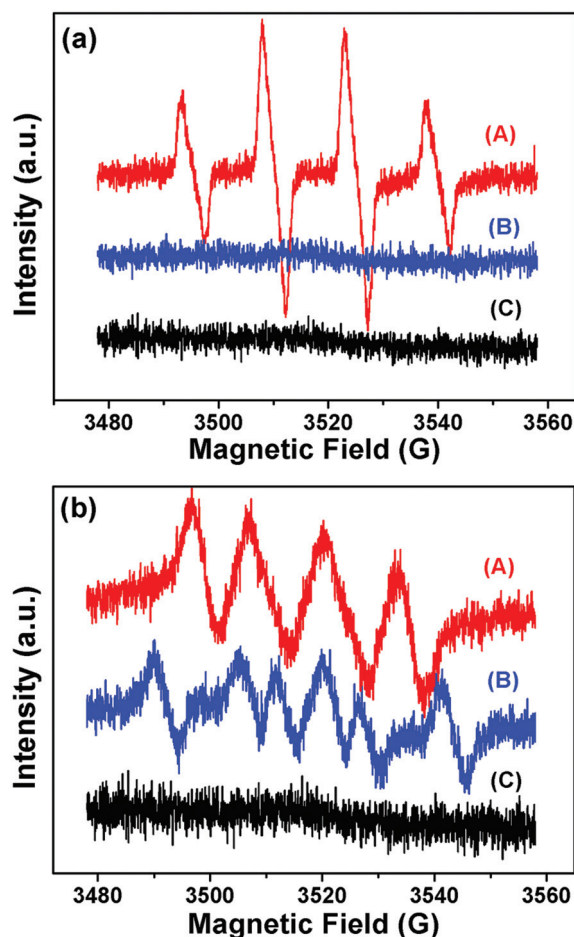 (a)
(A)
(B)
(C)
Intensity (a.u.)
3480 3500 3520 3540 3560
Magnetic Field (G)
(b)
(A)
(B)
(C)
Intensity (a.u.)
3480 3500 3520 3540 3560
Magnetic Field (G)